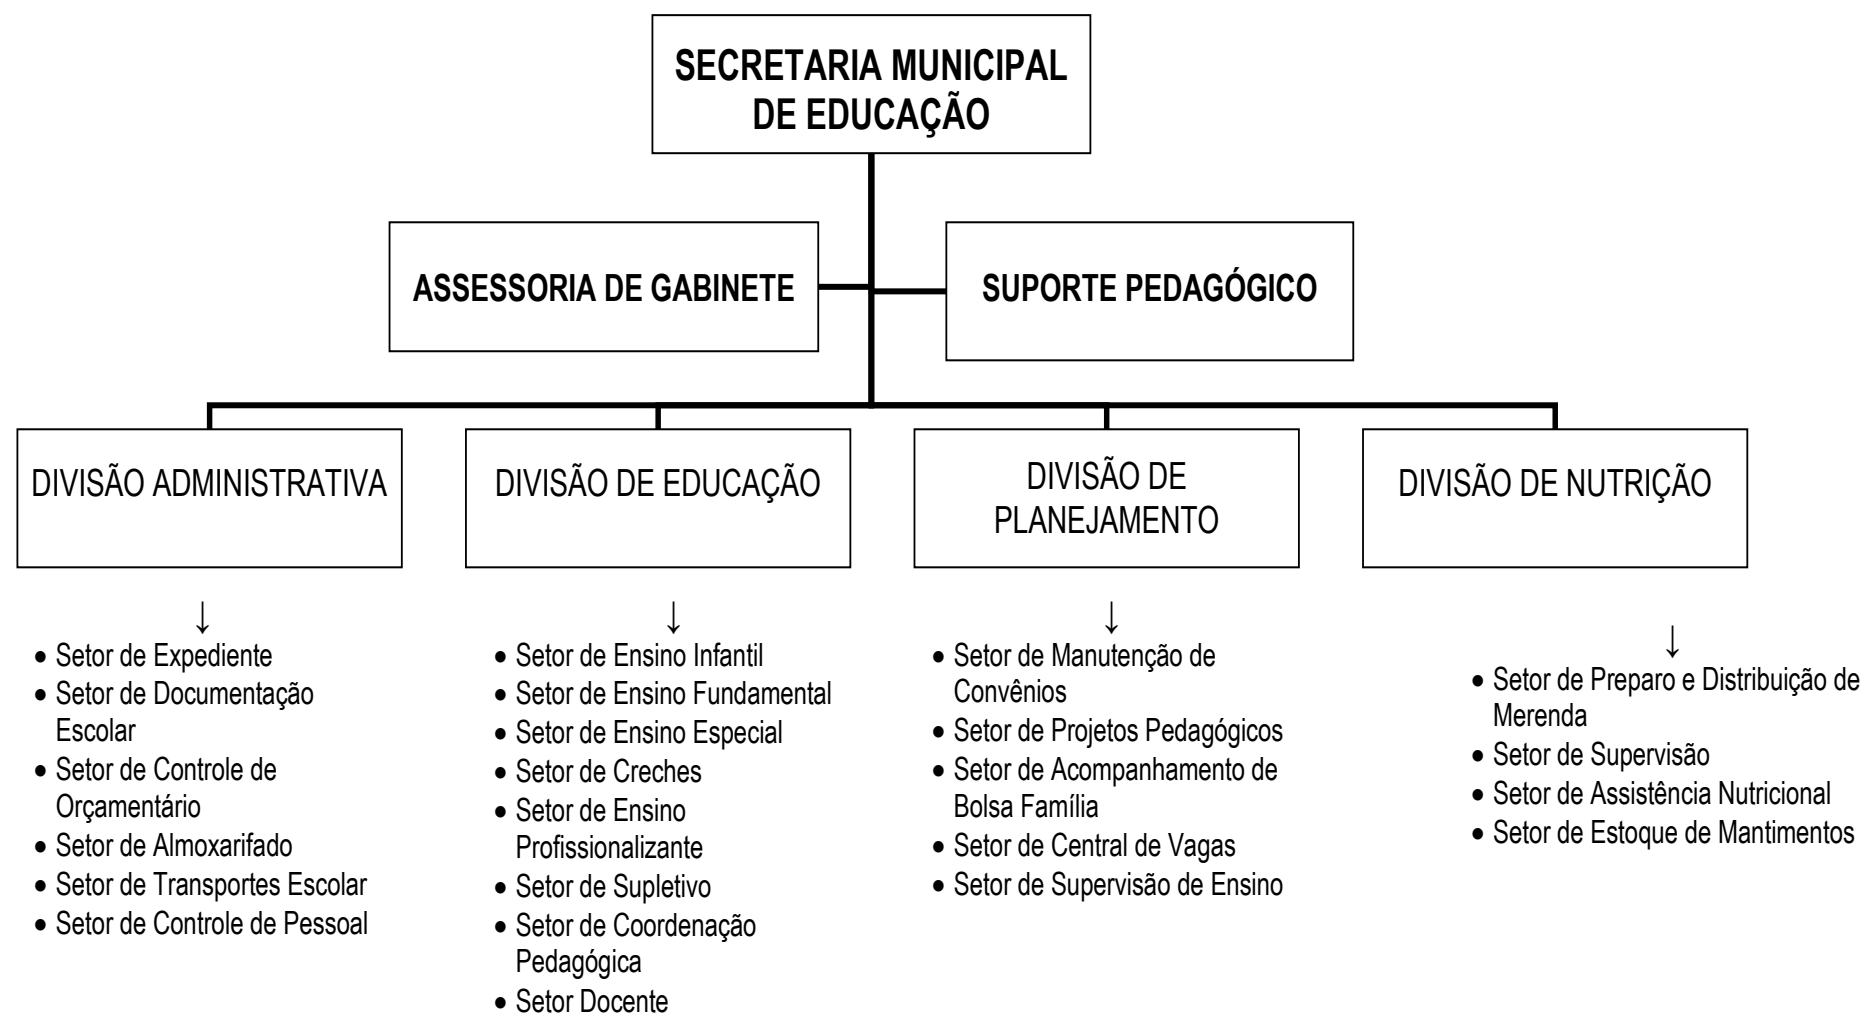 SECRETARIA MUNICIPAL
DE EDUCAÇÃO
ASSESSORIA DE GABINETE
SUPORTE PEDAGÓGICO
DIVISÃO ADMINISTRATIVA
DIVISÃO DE EDUCAÇÃO
DIVISÃO DE
PLANEJAMENTO
DIVISÃO DE NUTRIÇÃO
↓
• Setor de Expediente
• Setor de Documentação
Escolar
• Setor de Controle de
Orçamentário
• Setor de Almoxarifado
• Setor de Transportes Escolar
• Setor de Controle de Pessoal
↓
• Setor de Ensino Infantil
• Setor de Ensino Fundamental
• Setor de Ensino Especial
• Setor de Creches
• Setor de Ensino
Profissionalizante
• Setor de Supletivo
• Setor de Coordenação
Pedagógica
• Setor Docente
↓
• Setor de Manutenção de
Convênios
• Setor de Projetos Pedagógicos
• Setor de Acompanhamento de
Bolsa Família
• Setor de Central de Vagas
• Setor de Supervisão de Ensino
↓
• Setor de Preparo e Distribuição de
Merenda
• Setor de Supervisão
• Setor de Assistência Nutricional
• Setor de Estoque de Mantimentos